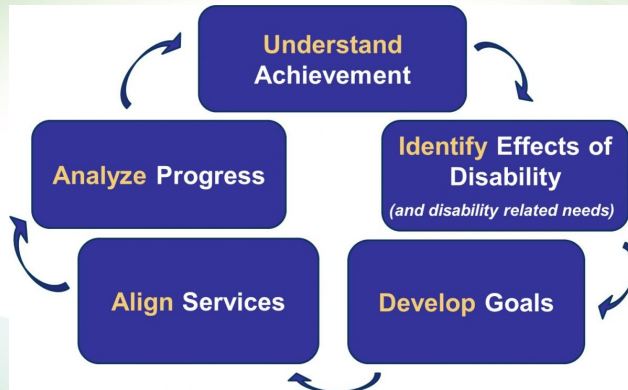 Understand
Achievement
Identify Effects of
Disability
(and disability related needs)
Develop Goals
Align Services
Analyze Progress